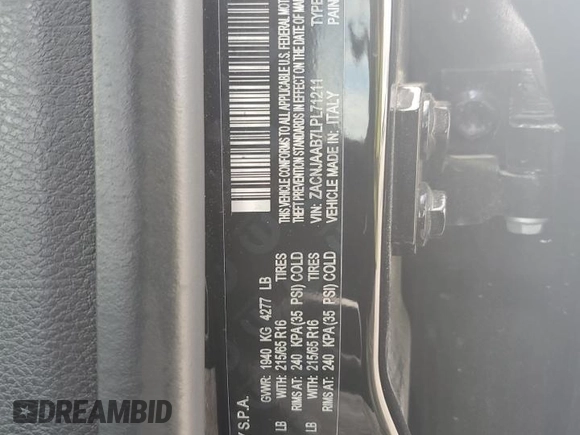 Y S.P.A.
GVWR: 1940 KG 4277 LB
LB WITH: 215/65 R16 TIRES
RIMS AT: 240 KPA(35 PSI) COLD
LB WITH: 215/65 R16 TIRES
RIMS AT: 240 KPA(35 PSI) COLD
THIS VEHICLE CONFORMS TO ALL APPLICABLE U.S. FEDERAL MOTOR
THEFT PREVENTION STANDARDS IN EFFECT ON THE DATE OF MAN
VIN: ZACNJAAB7LPL71211 TYPE
VEHICLE MADE IN: ITALY PAIN
DREAMBID